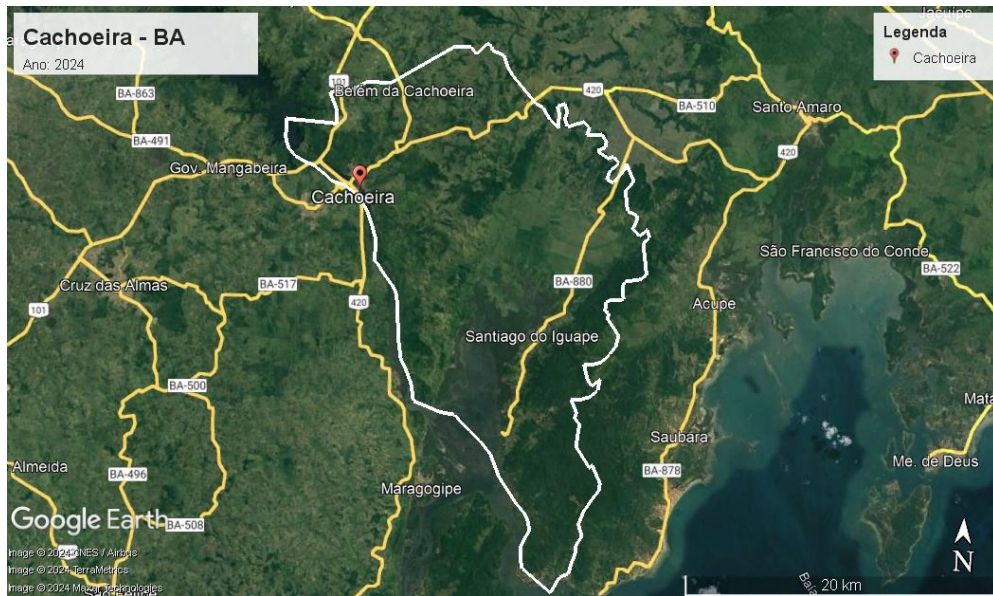 Cachoeira - BA
Ano: 2024
Legenda
Cachoeira
Jacuipe
101
BA-863
Belém da Cachoeira
420
BA-510
Santo Amaro
BA-491
420
Gov. Mangabeira
Cachoeira
São Francisco do Conde
BA-522
Cruz das Almas
BA-517
BA-880
101
420
Acupe
Santiago do Iguape
BA-500
Mata
Saubara
Almeida
BA-496
Maragogipe
BA-878
Me. de Deus
Google Earth
BA-508
N
Image © 2024 CNES / Airbus
Image © 2024 TerraMetrics
Image © 2024 Maxar Technologies
20 km